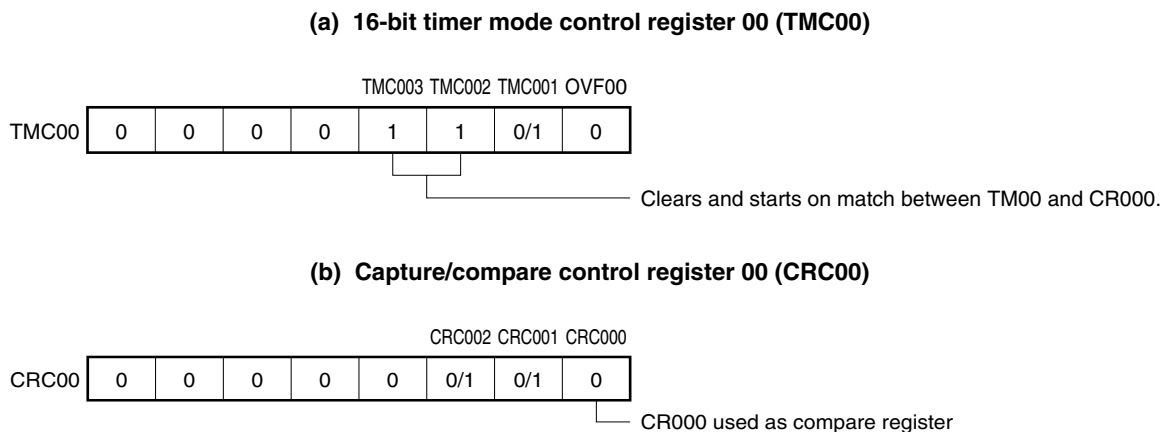 (a) 16-bit timer mode control register 00 (TMC00)
TMC003 TMC002 TMC001 OVF00
TMC00 0 0 0 0 1 1 0/1 0
Clears and starts on match between TM00 and CR000.
(b) Capture/compare control register 00 (CRC00)
CRC002 CRC001 CRC000
CRC00 0 0 0 0 0 0/1 0/1 0
CR000 used as compare register